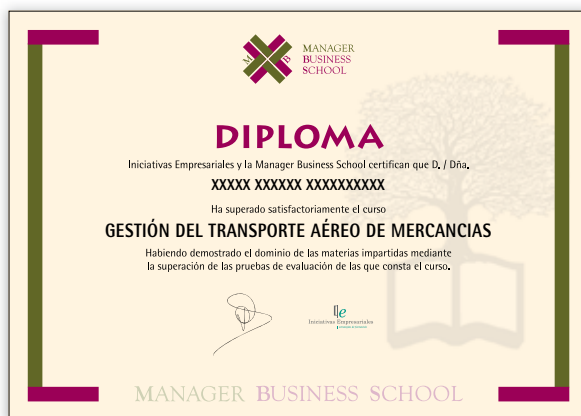 M B
MANAGER
BUSINESS
SCHOOL
DIPLOMA
Iniciativas Empresariales y la Manager Business School certifican que D. / Dña.
XXXXX XXXXXX XXXXXXXXXX
Ha superado satisfactoriamente el curso
GESTIÓN DEL TRANSPORTE AÉREO DE MERCANCIAS
Habiendo demostrado el dominio de las materias impartidas mediante
la superación de las pruebas de evaluación de las que consta el curso.
Iniciativas Empresariales
MANAGER BUSINESS SCHOOL